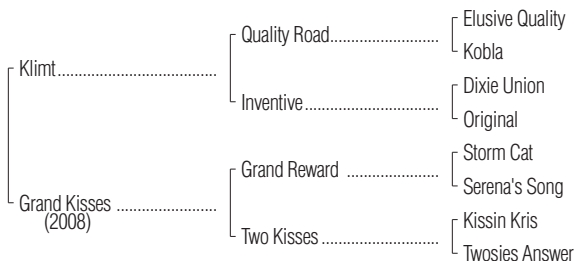 Elusive Quality
Quality Road
Kobla
Klimt
Dixie Union
Inventive
Original
Storm Cat
Grand Reward
Serena's Song
Grand Kisses
(2008)
Kissin Kris
Two Kisses
Twosies Answer